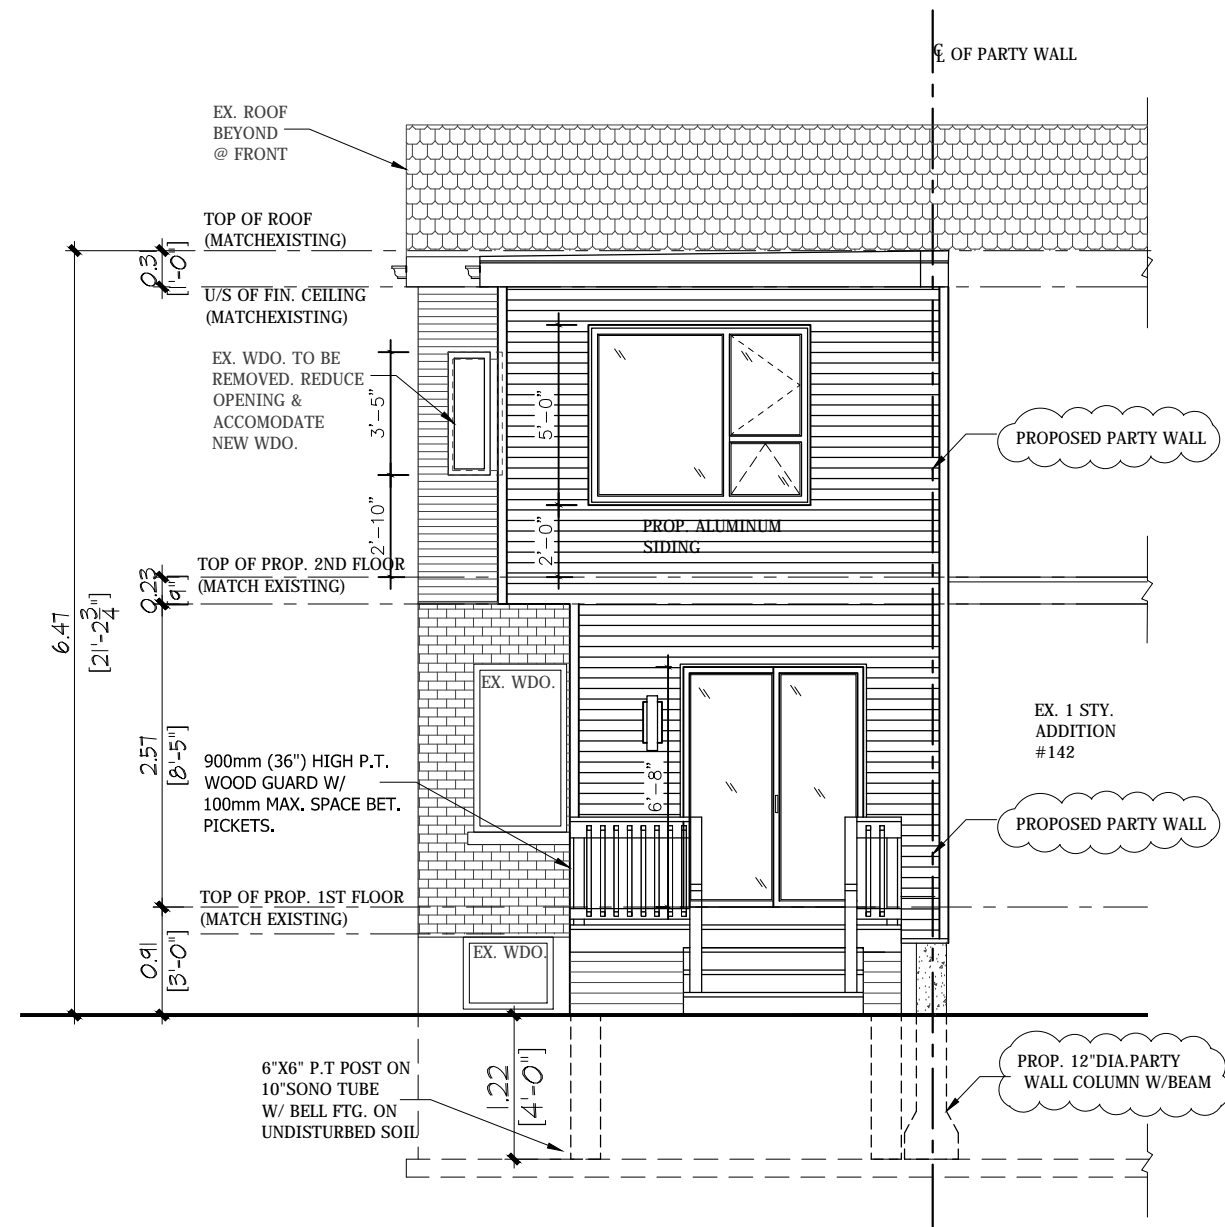 ℄ OF PARTY WALL
EX. ROOF
BEYOND
@ FRONT
TOP OF ROOF
(MATCHEXISTING)
0.31
[1'-0"]
U/S OF FIN. CEILING
(MATCHEXISTING)
EX. WDO. TO BE
REMOVED. REDUCE
OPENING &
ACCOMODATE
NEW WDO.
3'-5"
5'-0"
PROPOSED PARTY WALL
2'-10"
2'-0"
PROP. ALUMINUM
SIDING
TOP OF PROP. 2ND FLOOR
(MATCH EXISTING)
0.23
9"
6.47
[21'-2 3/4"]
EX. WDO.
EX. 1 STY.
ADDITION
#142
2.57
[8'-5"]
900mm (36") HIGH P.T.
WOOD GUARD W/
100mm MAX. SPACE BET.
PICKETS.
6'-8"
PROPOSED PARTY WALL
TOP OF PROP. 1ST FLOOR
(MATCH EXISTING)
0.91
[3'-0"]
EX. WDO.
6"X6" P.T POST ON
10"SONO TUBE
W/ BELL FTG. ON
UNDISTURBED SOIL
1.22
[4'-0"]
PROP. 12"DIA.PARTY
WALL COLUMN W/BEAM